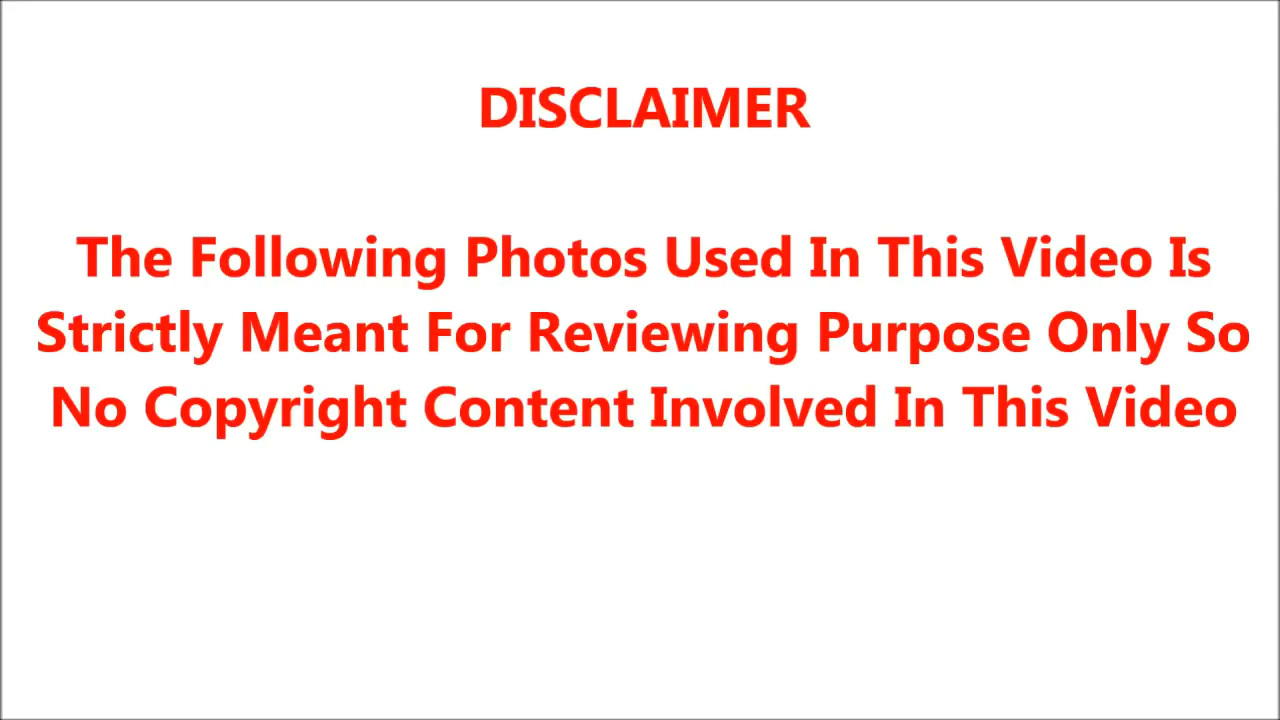 DISCLAIMER
The Following Photos Used In This Video Is
Strictly Meant For Reviewing Purpose Only So
No Copyright Content Involved In This Video